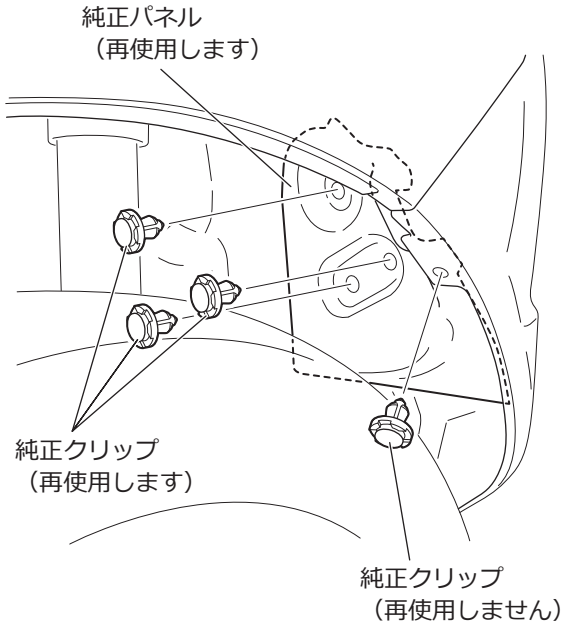 純正パネル
（再使用します）
純正クリップ
（再使用します）
純正クリップ
（再使用しません）